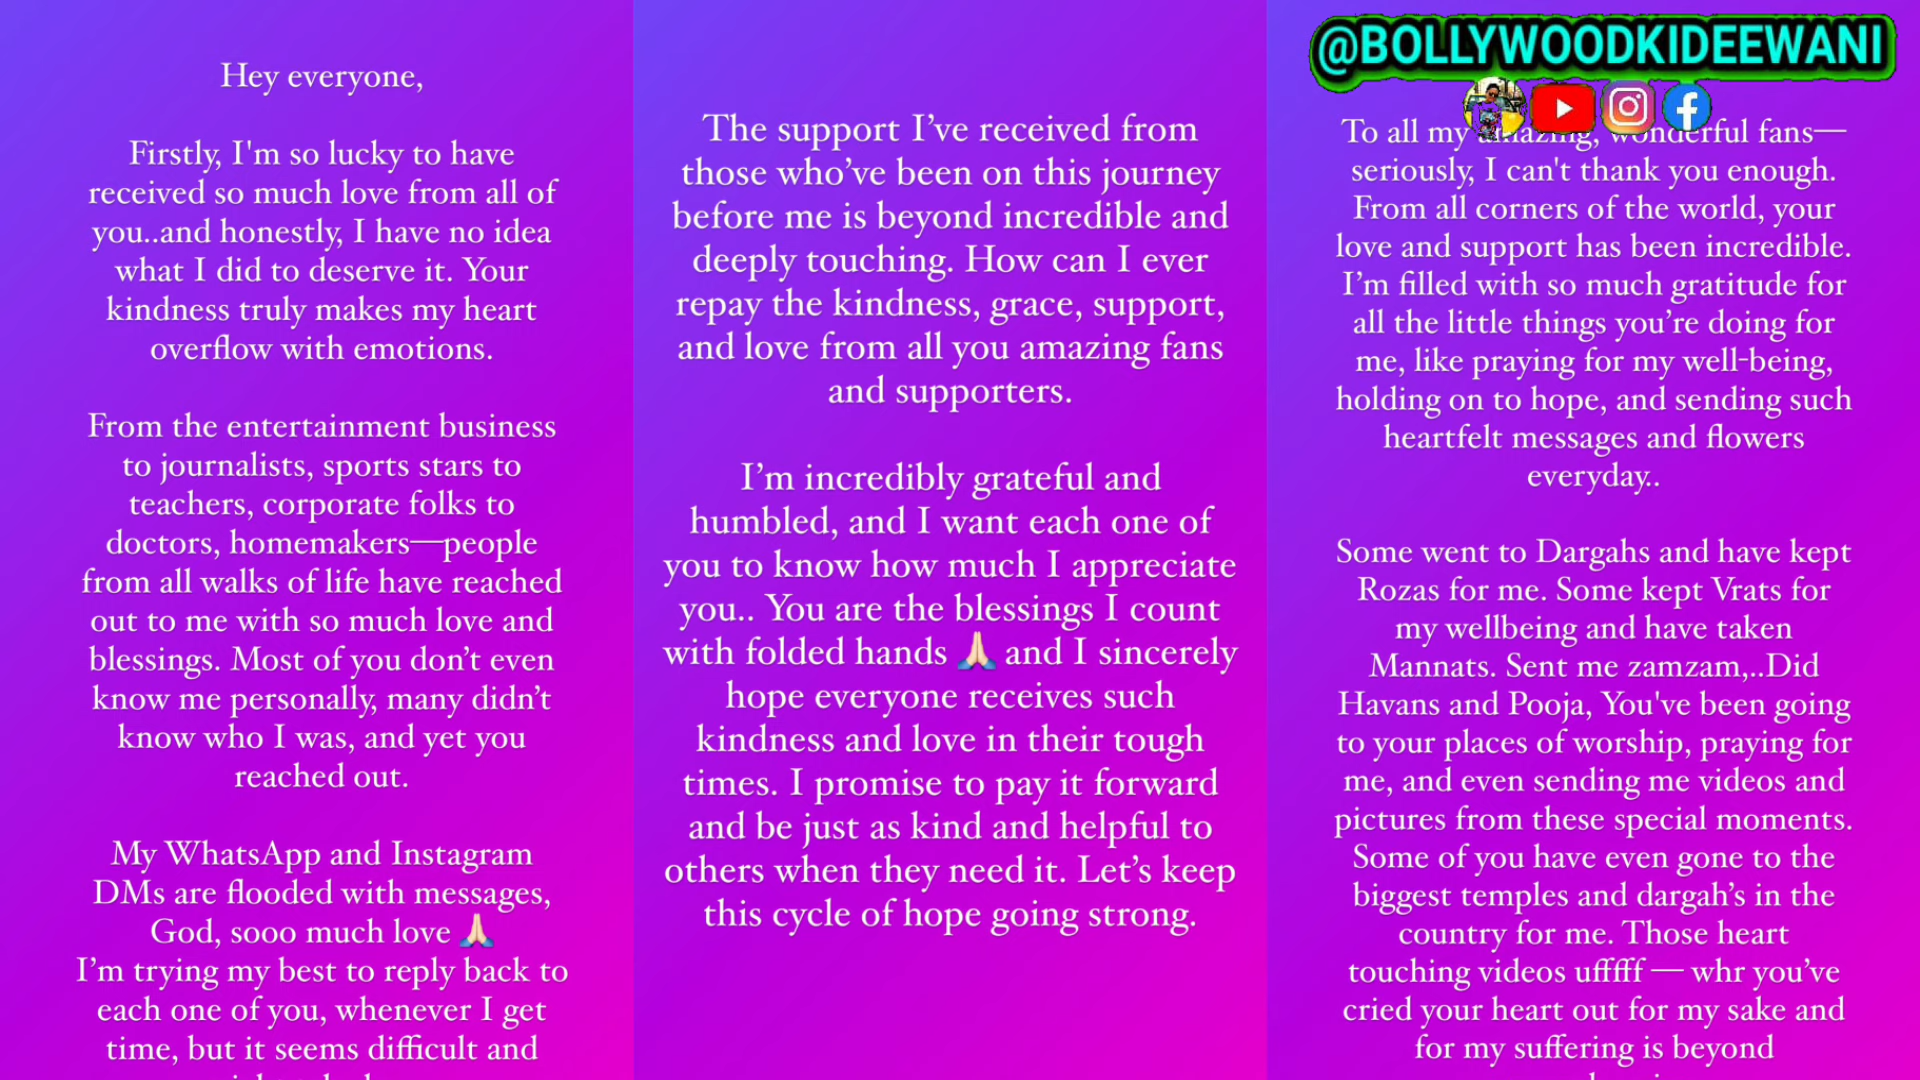 Hey everyone,
Firstly, I'm so lucky to have
received so much love from all of
you..and honestly, I have no idea
what I did to deserve it. Your
kindness truly makes my heart
overflow with emotions.
From the entertainment business
to journalists, sports stars to
teachers, corporate folks to
doctors, homemakers—people
from all walks of life have reached
out to me with so much love and
blessings. Most of you don’t even
know me personally, many didn’t
know who I was, and yet you
reached out.
My WhatsApp and Instagram
DMs are flooded with messages,
God, sooo much love 🙏🏻
I’m trying my best to reply back to
each one of you, whenever I get
time, but it seems difficult and
The support I’ve received from
those who’ve been on this journey
before me is beyond incredible and
deeply touching. How can I ever
repay the kindness, grace, support,
and love from all you amazing fans
and supporters.
I’m incredibly grateful and
humbled, and I want each one of
you to know how much I appreciate
you.. You are the blessings I count
with folded hands 🙏🏻 and I sincerely
hope everyone receives such
kindness and love in their tough
times. I promise to pay it forward
and be just as kind and helpful to
others when they need it. Let’s keep
this cycle of hope going strong.
@BOLLYWOODKIDEEWANI
To all my amazing, wonderful fans—
seriously, I can't thank you enough.
From all corners of the world, your
love and support has been incredible.
I’m filled with so much gratitude for
all the little things you’re doing for
me, like praying for my well-being,
holding on to hope, and sending such
heartfelt messages and flowers
everyday..
Some went to Dargahs and have kept
Rozas for me. Some kept Vrats for
my wellbeing and have taken
Mannats. Sent me zamzam,..Did
Havans and Pooja, You've been going
to your places of worship, praying for
me, and even sending me videos and
pictures from these special moments.
Some of you have even gone to the
biggest temples and dargah’s in the
country for me. Those heart
touching videos uffff — whr you’ve
cried your heart out for my sake and
for my suffering is beyond